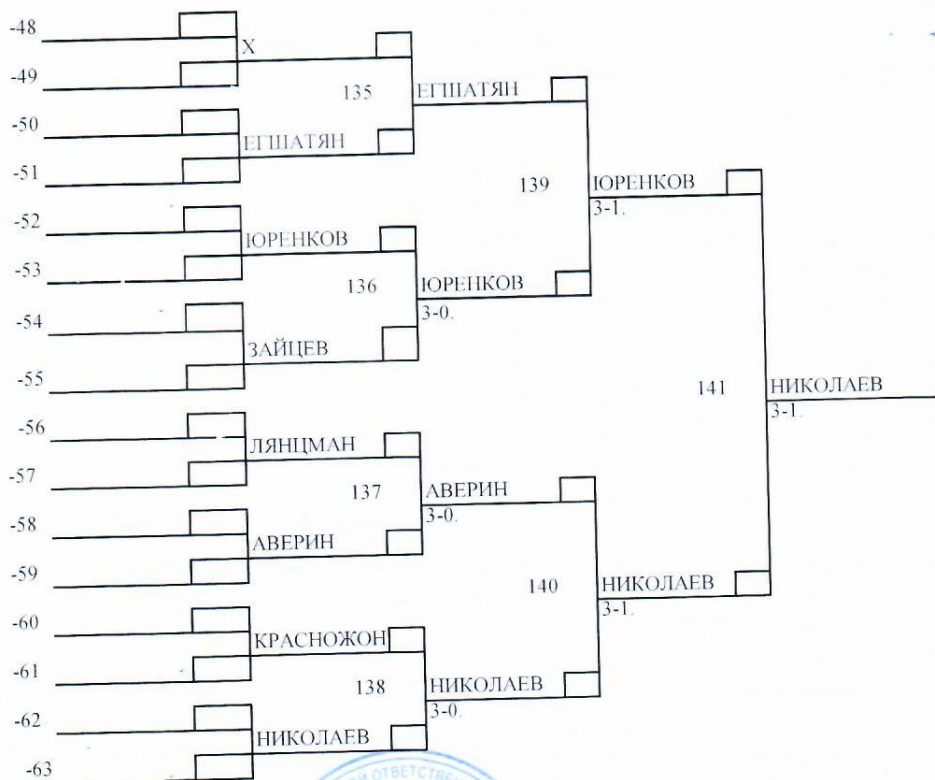 -48
X
-49
135
ЕГШАТЯН
-50
ЕГШАТЯН
-51
139
ЮРЕНКОВ
3-1.
-52
ЮРЕНКОВ
-53
136
ЮРЕНКОВ
3-0.
-54
ЗАЙЦЕВ
-55
141
НИКОЛАЕВ
3-1.
-56
ЛЯНЦМАН
-57
137
АВЕРИН
3-0.
-58
АВЕРИН
-59
140
НИКОЛАЕВ
3-1.
-60
КРАСНОЖОН
-61
138
НИКОЛАЕВ
3-0.
-62
НИКОЛАЕВ
-63